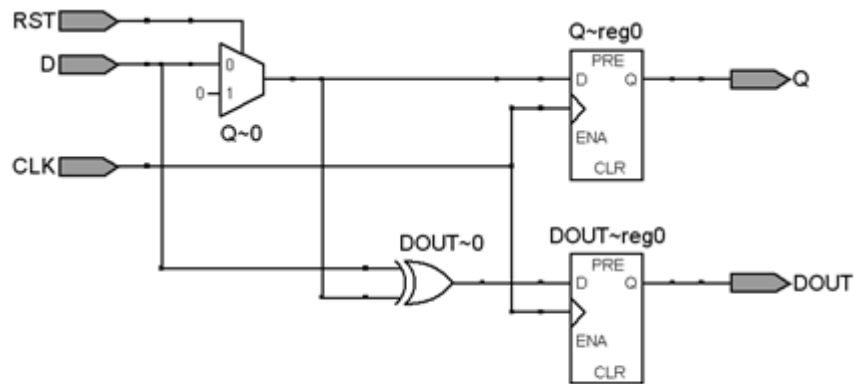 RST
D
0
0
1
Q~0
CLK
Q~reg0
PRE
D
Q
ENA
CLR
Q
DOUT~0
DOUT~reg0
PRE
D
Q
ENA
CLR
DOUT